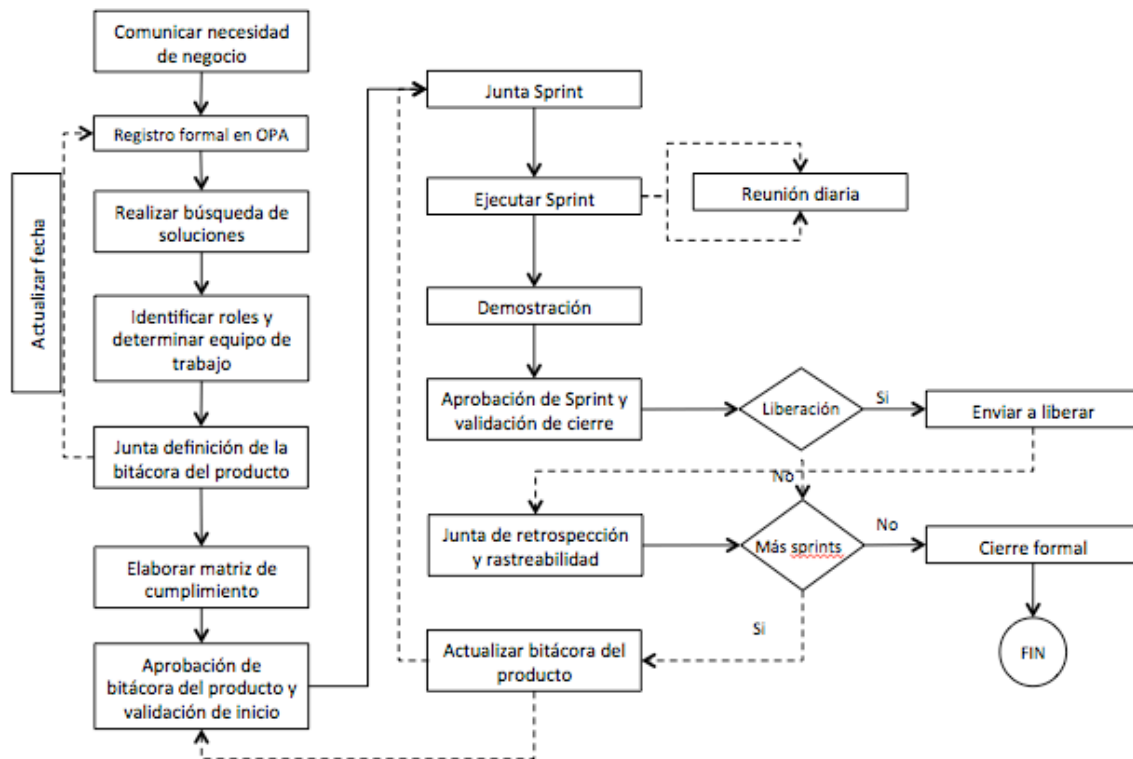 Comunicar necesidad
de negocio
Registro formal en OPA
Actualizar fecha
Realizar búsqueda de
soluciones
Identificar roles y
determinar equipo de
trabajo
Junta definición de la
bitácora del producto
Elaborar matriz de
cumplimiento
Aprobación de
bitácora del producto y
validación de inicio
Junta Sprint
Ejecutar Sprint
Reunión diaria
Demostración
Aprobación de Sprint y
validación de cierre
Liberación
Si
Enviar a liberar
No
Junta de retrospección
y rastreabilidad
Más sprints
No
Cierre formal
Si
Actualizar bitácora del
producto
FIN